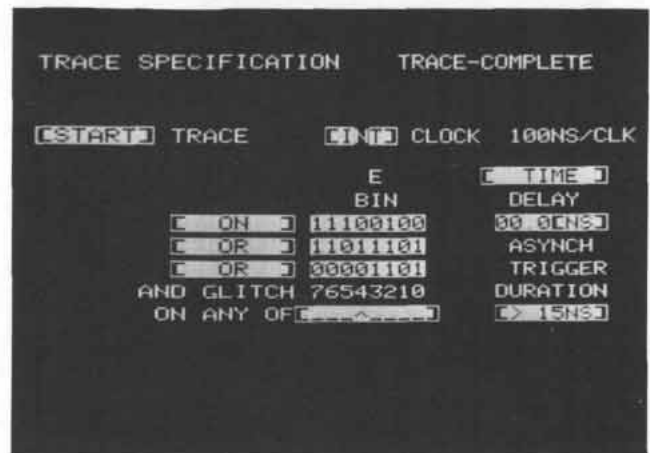 TRACE SPECIFICATION TRACE-COMPLETE
[START] TRACE [INT] CLOCK 100NS/CLK
E [ TIME ]
BIN DELAY
[ ON ] 11100100 00 0[NS]
[ OR ] 11011101 ASYNCH
[ OR ] 00001101 TRIGGER
AND GLITCH 76543210 DURATION
ON ANY OF[___^____] [> 15NS]